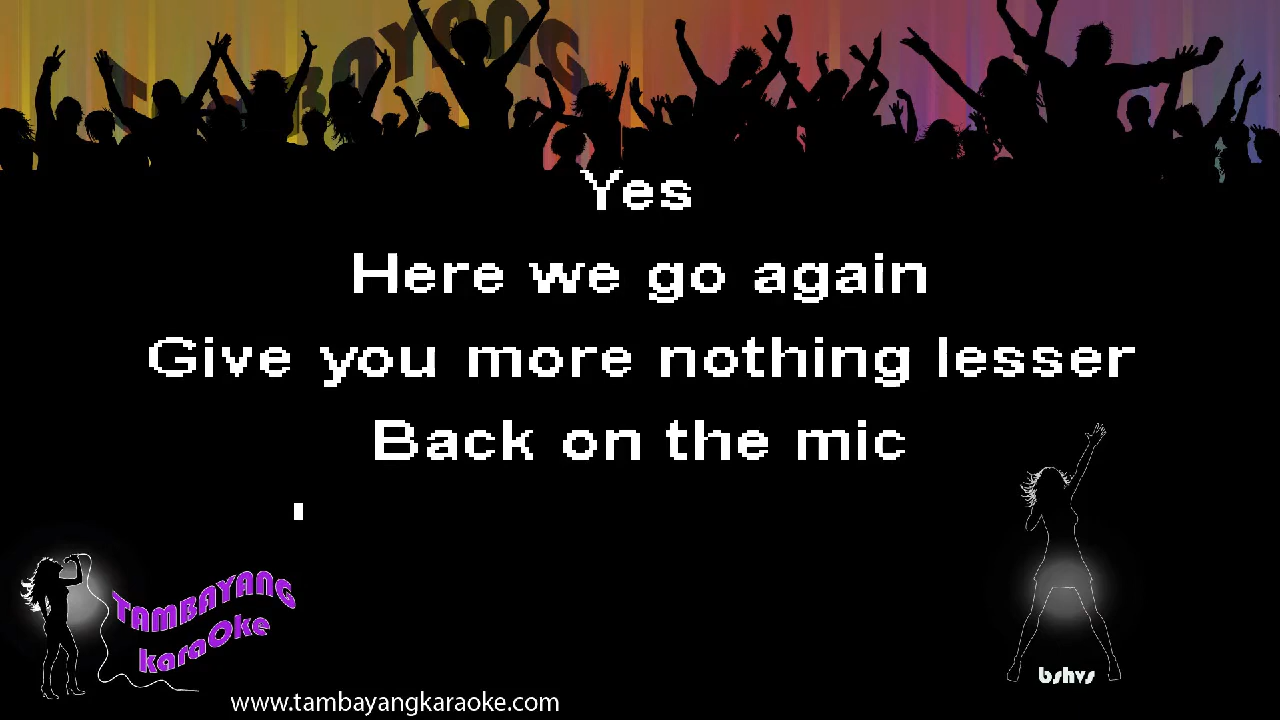 TAMBAYANG
Yes
Here we go again
Give you more nothing lesser
Back on the mic
'
TAMBAYANG
karaOke
bshvs
www.tambayangkaraoke.com